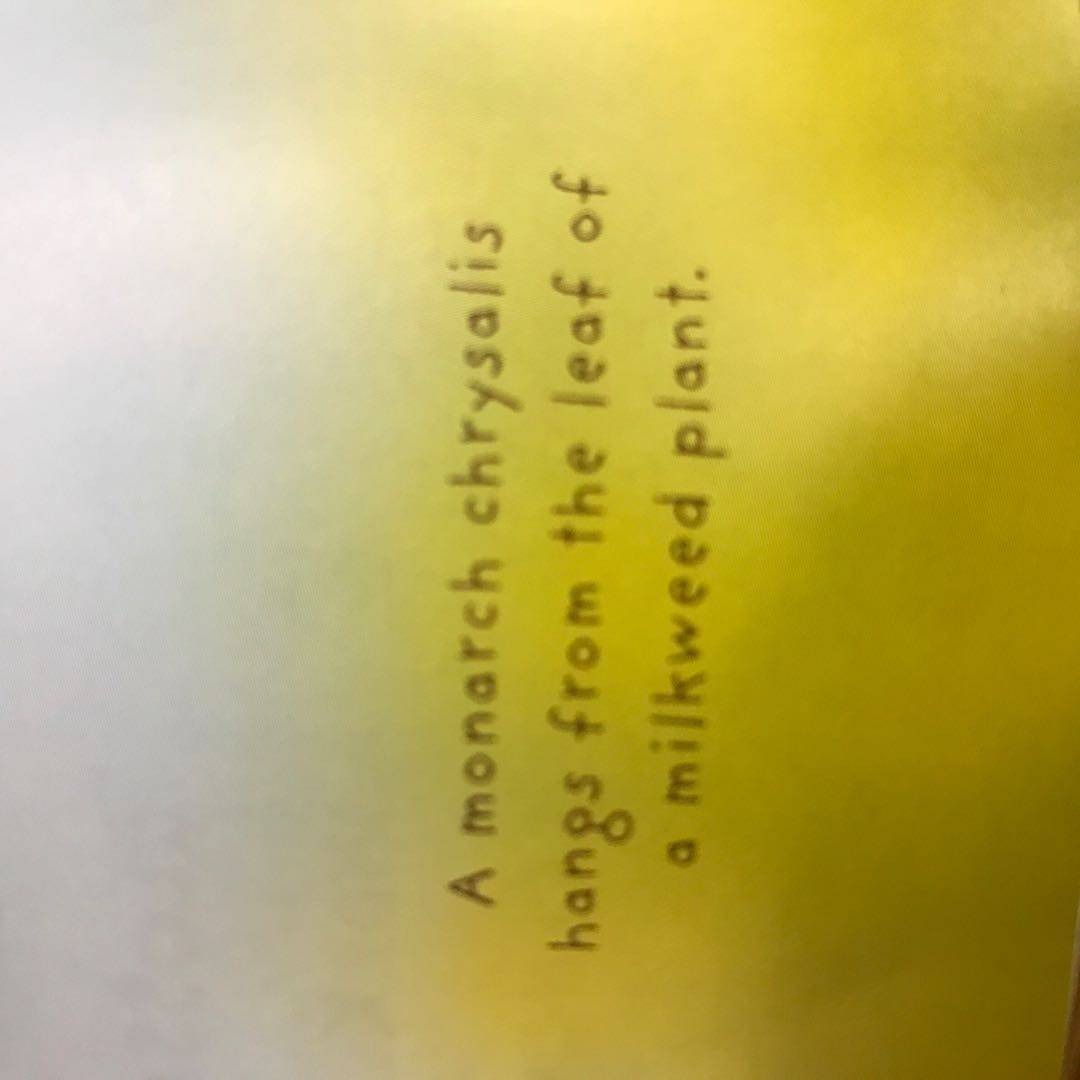 A monarch chrysalis
hangs from the leaf of
a milkweed plant.